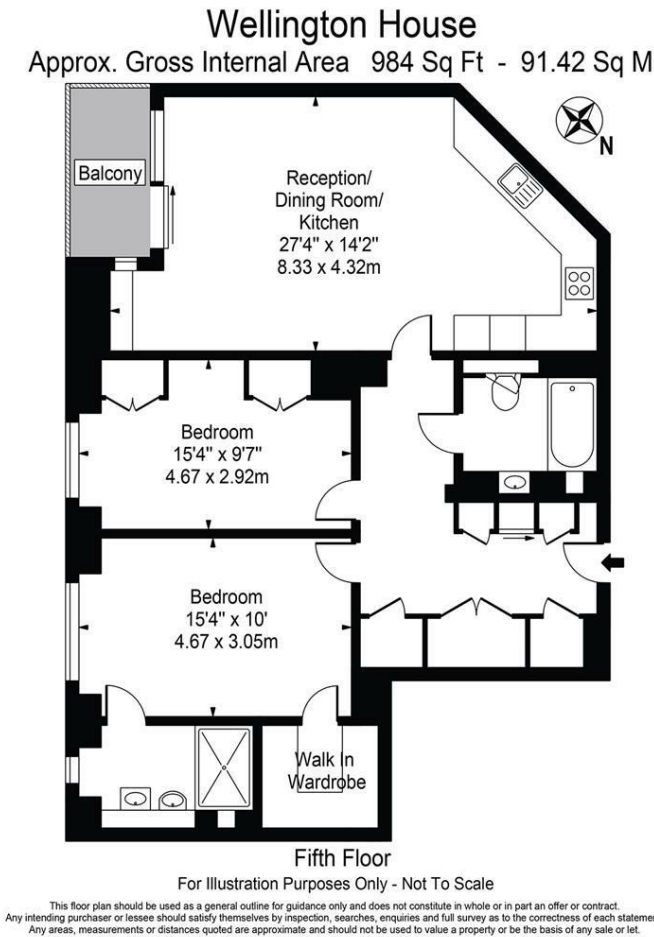 Wellington House
Approx. Gross Internal Area 984 Sq Ft - 91.42 Sq M
N
Balcony
Reception/
Dining Room/
Kitchen
27'4" x 14'2"
8.33 x 4.32m
Bedroom
15'4" x 9'7"
4.67 x 2.92m
Bedroom
15'4" x 10'
4.67 x 3.05m
Walk In
Wardrobe
Fifth Floor
For Illustration Purposes Only - Not To Scale
This floor plan should be used as a general outline for guidance only and does not constitute in whole or in part an offer or contract.
Any intending purchaser or lessee should satisfy themselves by inspection, searches, enquiries and full survey as to the correctness of each stateme
Any areas, measurements or distances quoted are approximate and should not be used to value a property or be the basis of any sale or let.